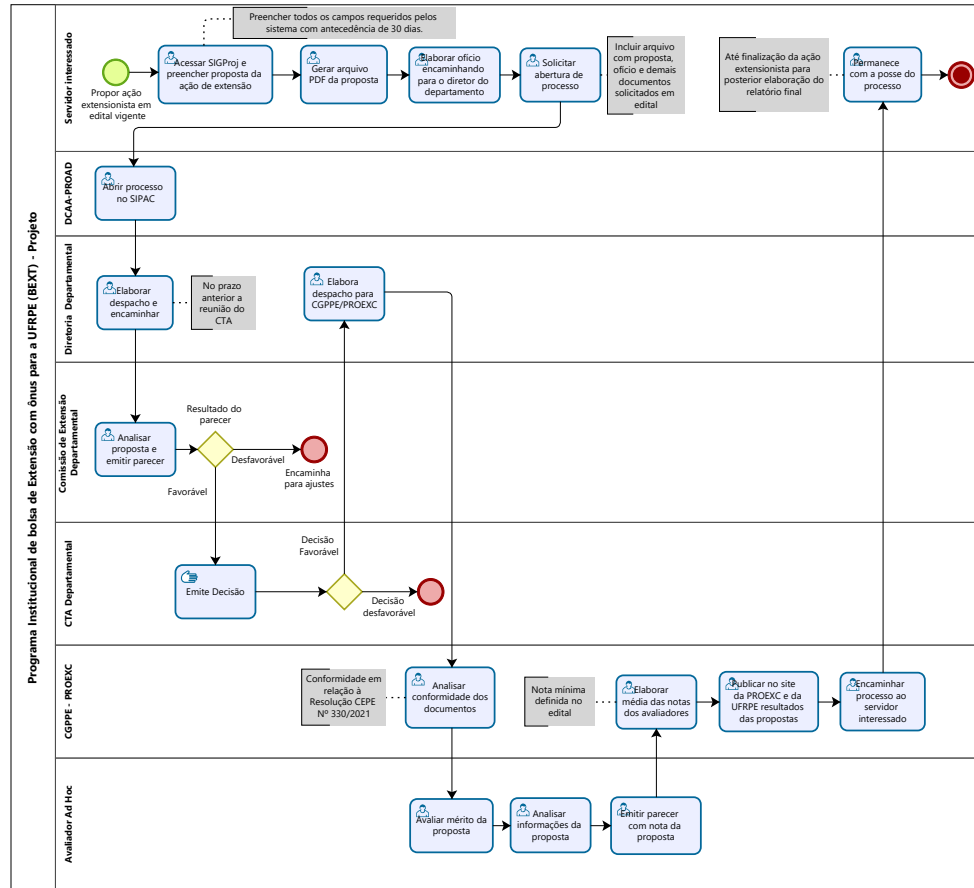 Programa Institucional de bolsa de Extensão com ônus para a UFRPE (BEXT) - Projeto
Servidor interessado
Preencher todos os campos requeridos pelos
sistema com antecedência de 30 dias.
Propor ação
extensionista em
edital vigente
Acessar SIGProj e
preencher proposta da
ação de extensão
Gerar arquivo
PDF da proposta
Elaborar ofício
encaminhando
para o diretor do
departamento
Solicitar
abertura de
processo
Incluir arquivo
com proposta,
ofício e demais
documentos
solicitados em
edital
Até finalização da ação
extensionista para
posterior elaboração do
relatório final
Permanece
com a posse do
processo
DCAA-PROAD
Abrir processo
no SIPAC
Diretoria Departamental
Elaborar
despacho e
encaminhar
No prazo
anterior a
reunião do
CTA
Elabora
despacho para
CGPPE/PROEXC
Comissão de Extensão
Departamental
Analisar
proposta e
emitir parecer
Resultado do
parecer
Desfavorável
Favorável
Encaminha
para ajustes
CTA Departamental
Emite Decisão
Decisão
Favorável
Decisão
desfavorável
CGPPE - PROEXC
Conformidade em
relação à
Resolução CEPE
Nº 330/2021
Analisar
conformidade dos
documentos
Nota mínima
definida no
edital
Elaborar
média das notas
dos avaliadores
Publicar no site
da PROEXC e da
UFRPE resultados
das propostas
Encaminhar
processo ao
servidor
interessado
Avaliador Ad Hoc
Avaliar mérito da
proposta
Analisar
informações da
proposta
Emitir parecer
com nota da
proposta